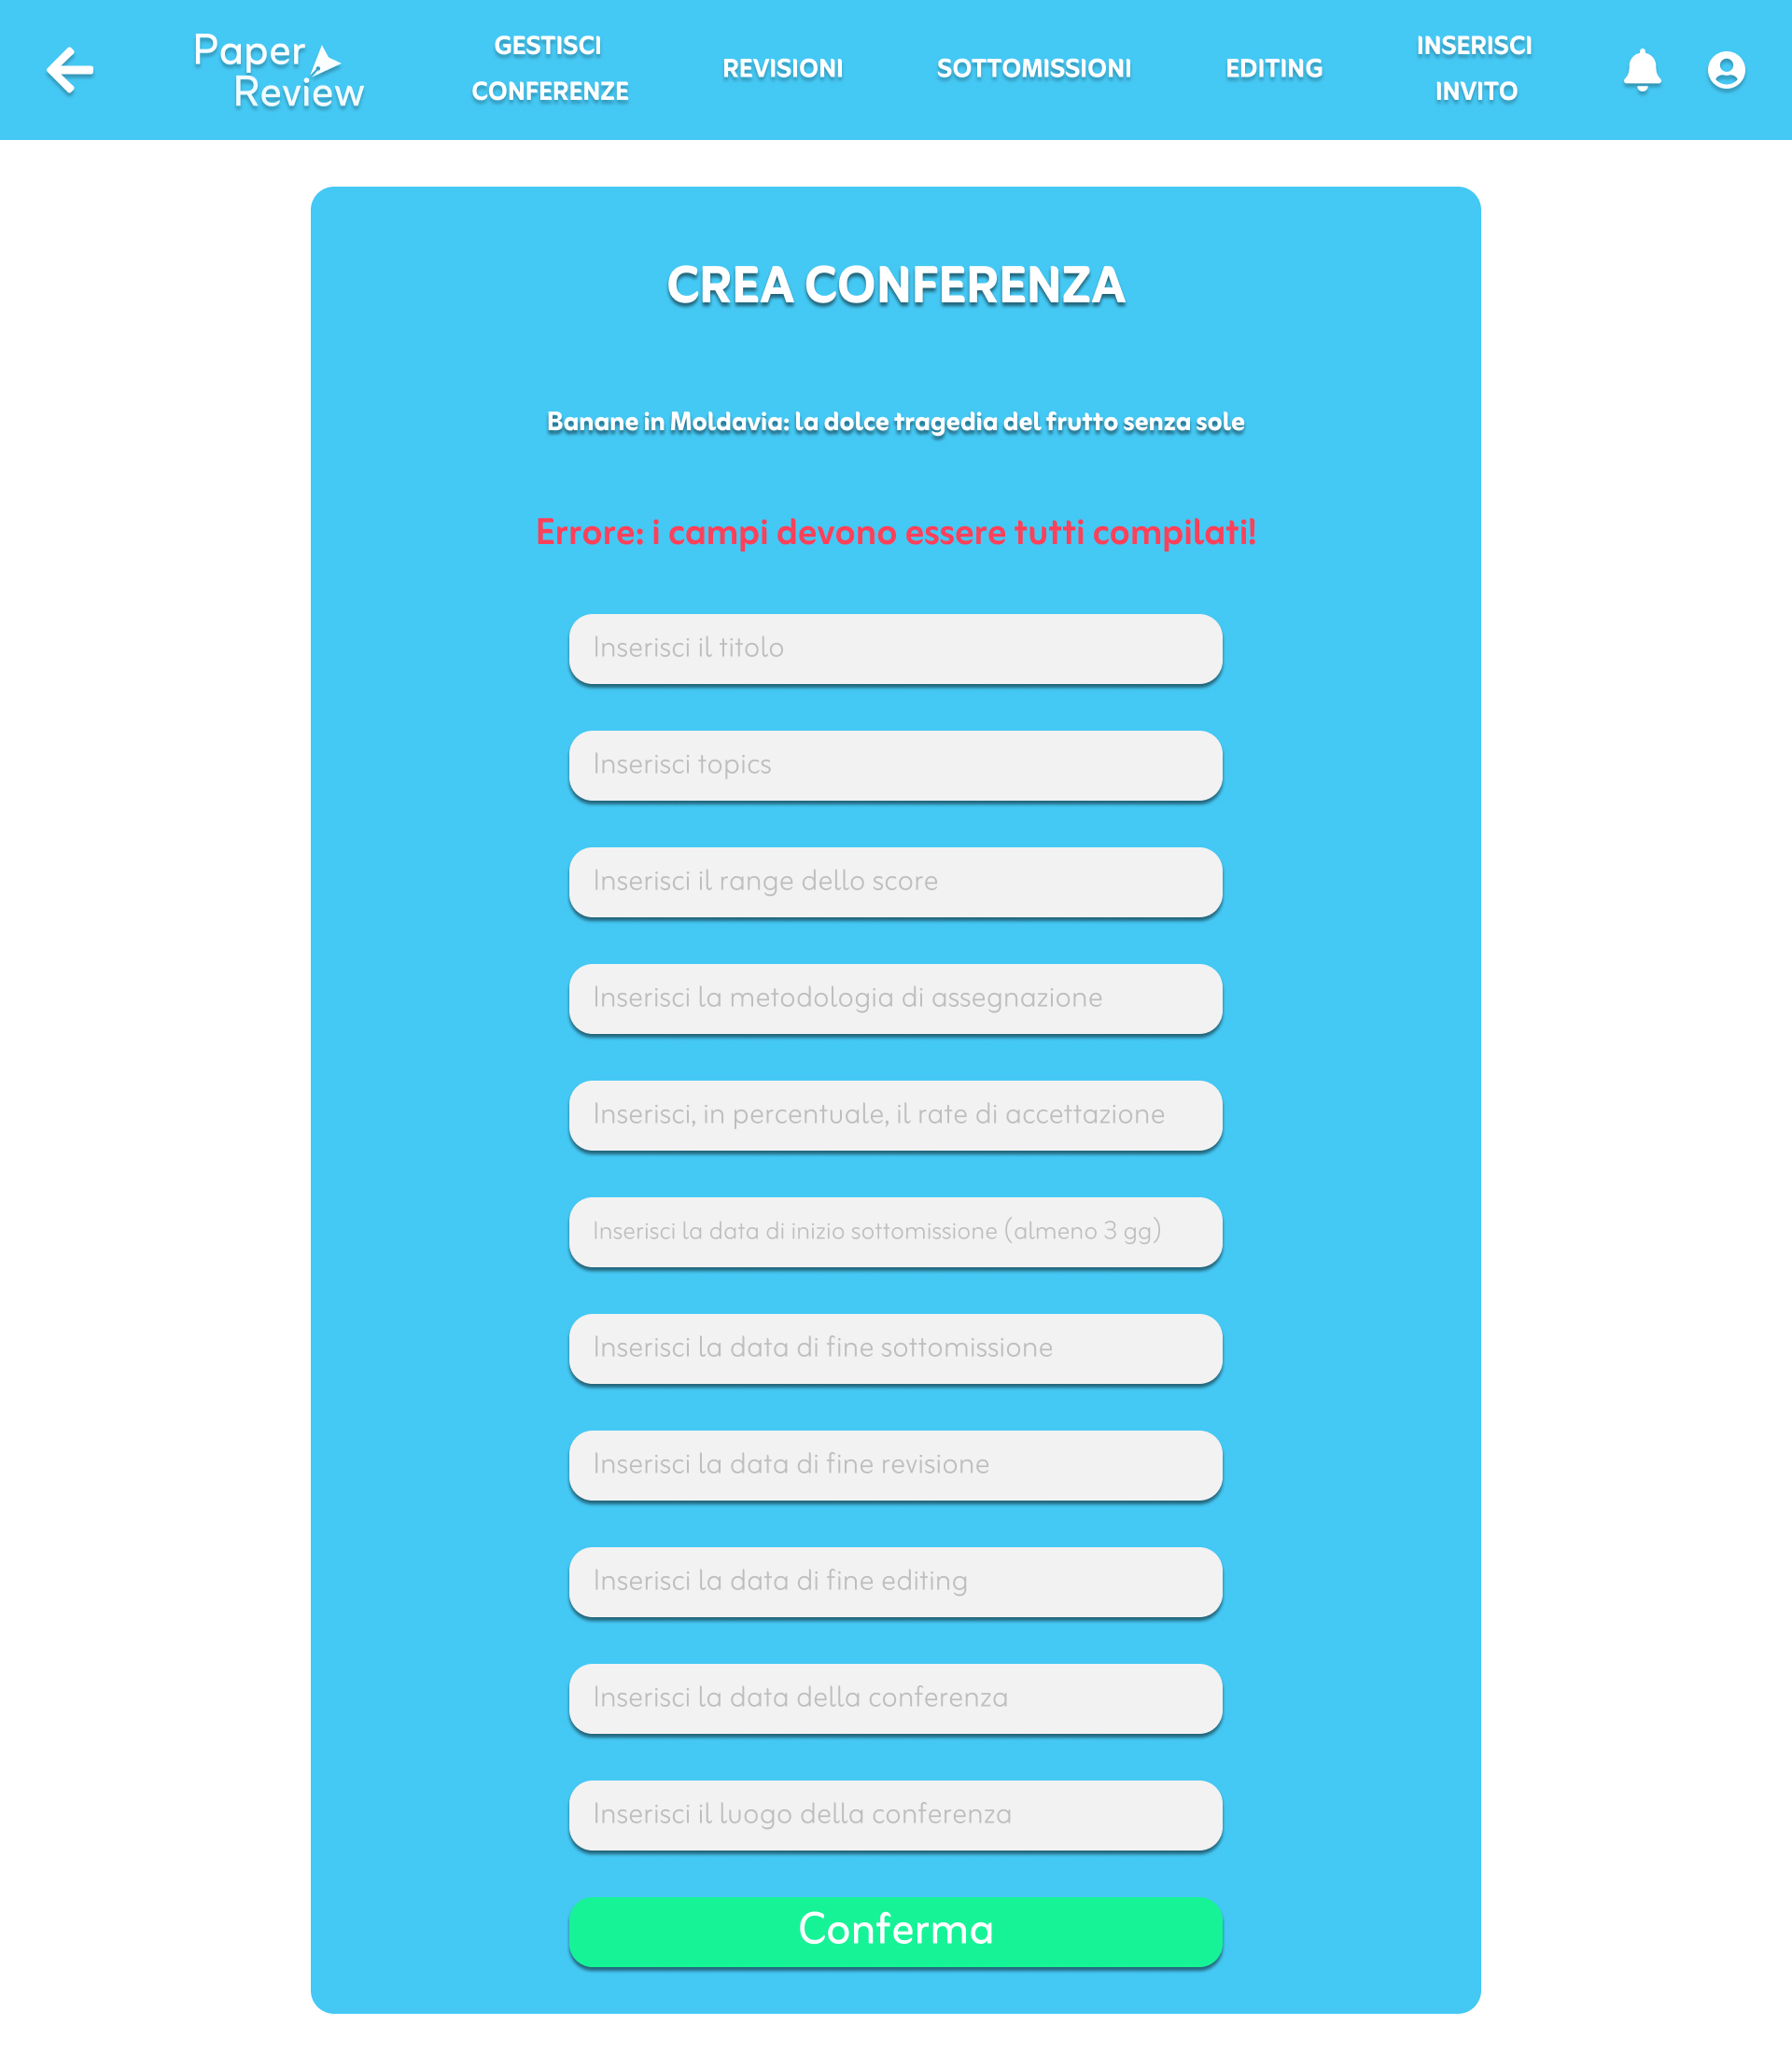 Paper
Review
GESTISCI
CONFERENZE
REVISIONI
SOTTOMISSIONI
EDITING
INSERISCI
INVITO
CREA CONFERENZA
Banane in Moldavia: la dolce tragedia del frutto senza sole
Errore: i campi devono essere tutti compilati!
Inserisci il titolo
Inserisci topics
Inserisci il range dello score
Inserisci la metodologia di assegnazione
Inserisci, in percentuale, il rate di accettazione
Inserisci la data di inizio sottomissione (almeno 3 gg)
Inserisci la data di fine sottomissione
Inserisci la data di fine revisione
Inserisci la data di fine editing
Inserisci la data della conferenza
Inserisci il luogo della conferenza
Conferma